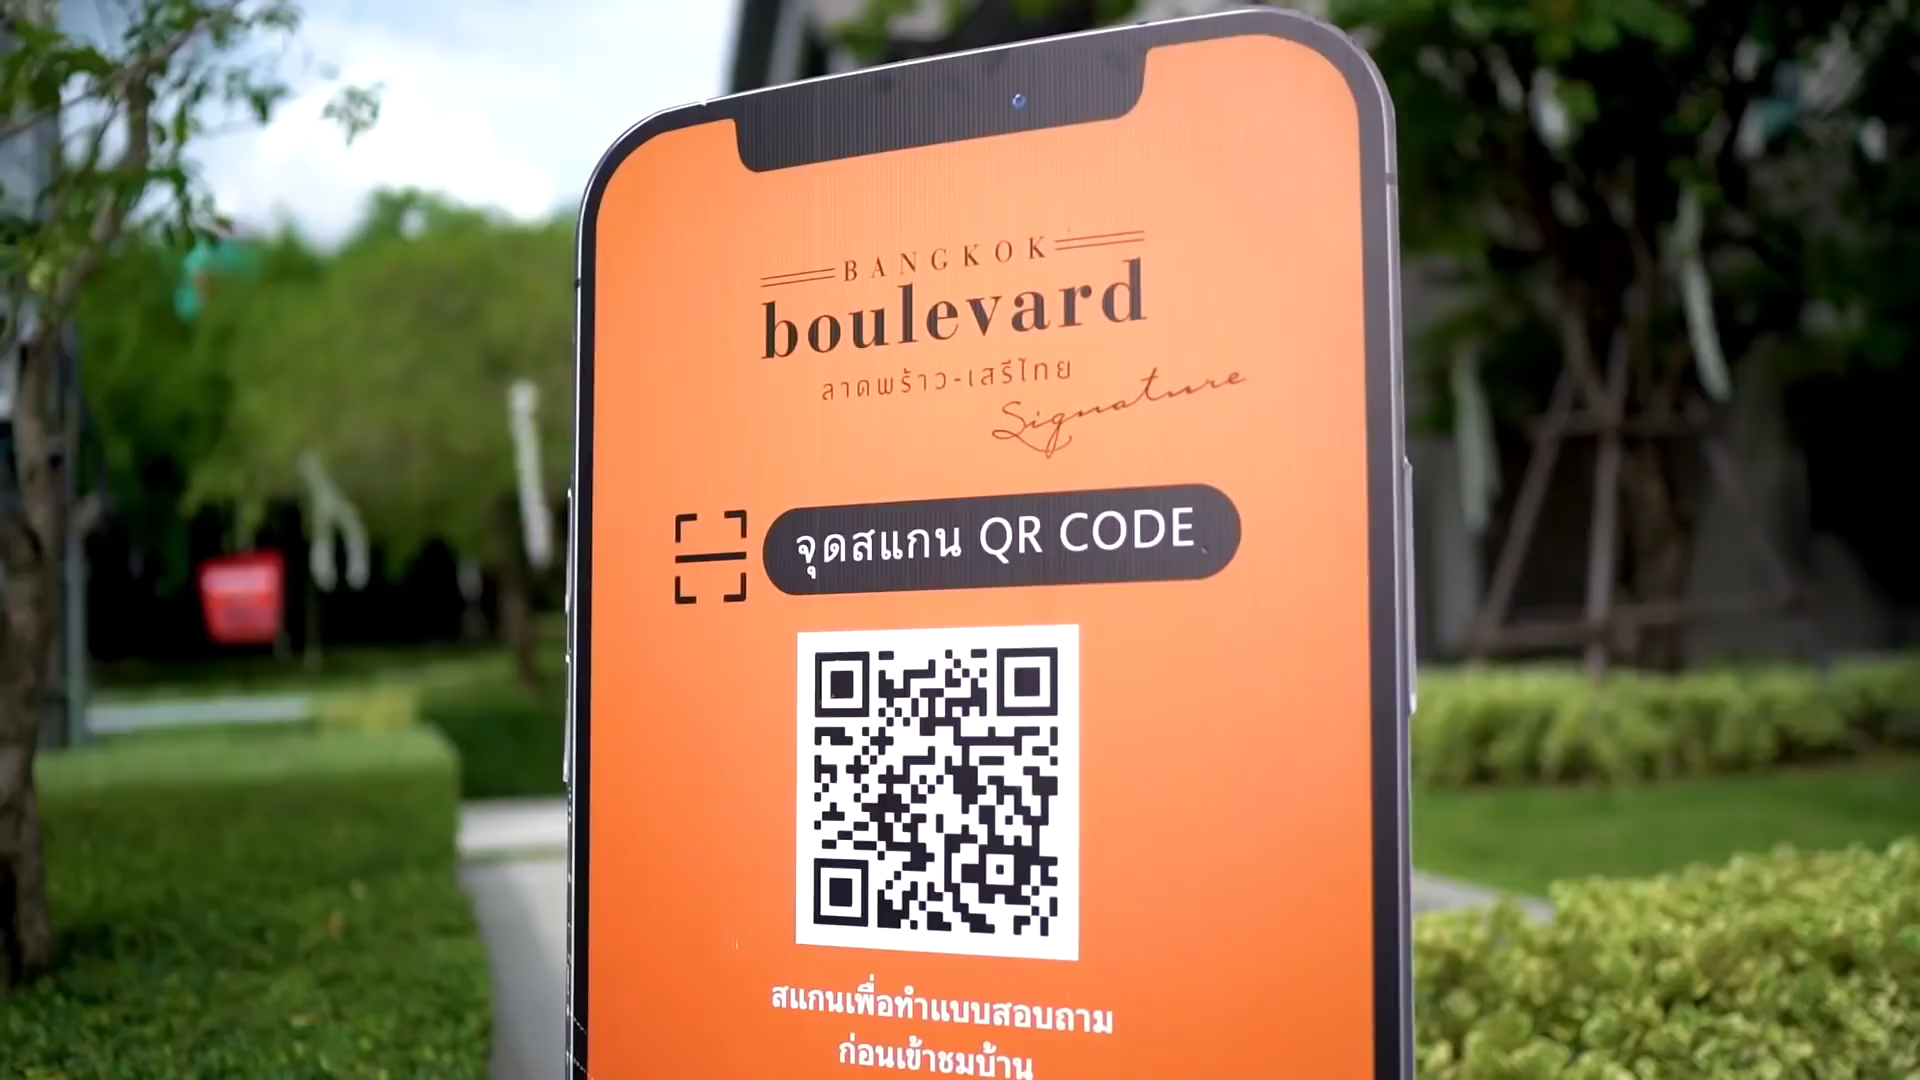 BANGKOK
boulevard
ลาดพร้าว-เสรีไทย
Signature
จุดสแกน QR CODE
สแกนเพื่อทำแบบสอบถาม
ก่อนเข้าชมบ้าน